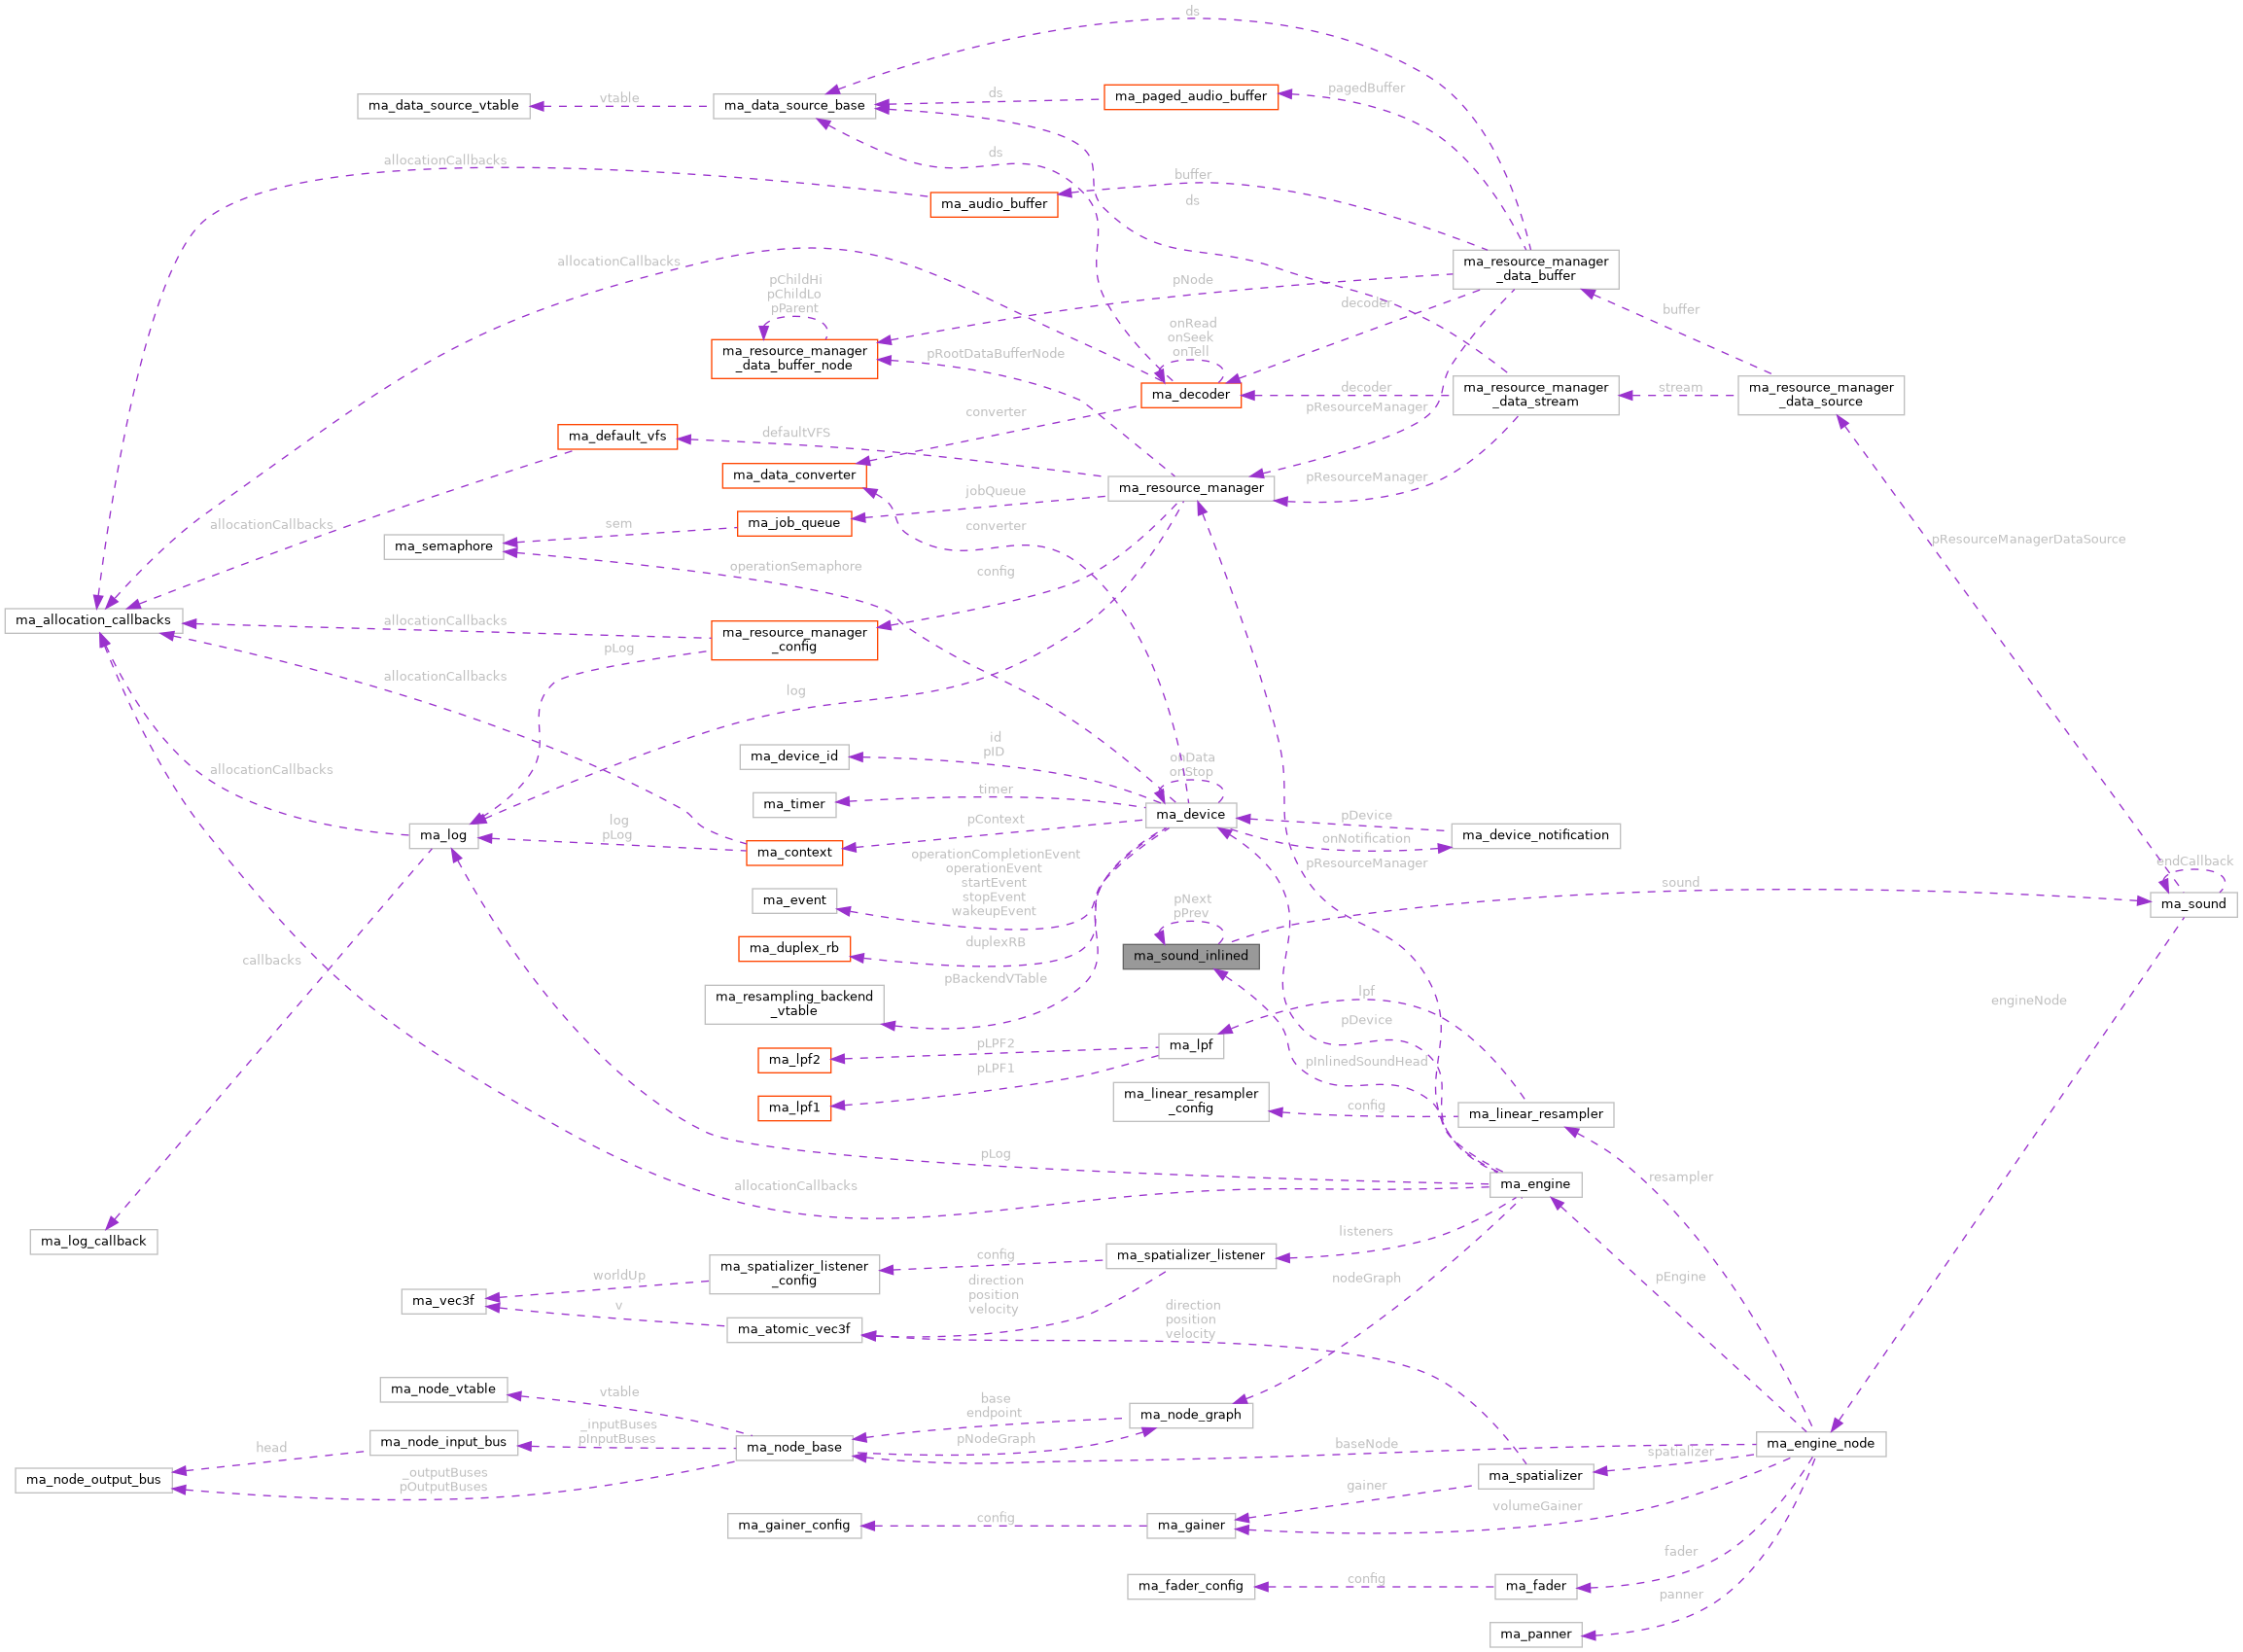 ds
ma_data_source_vtable
vtable
ma_data_source_base
ds
ma_paged_audio_buffer
pagedBuffer
ds
allocationCallbacks
ma_audio_buffer
buffer
ds
ma_resource_manager
_data_buffer
allocationCallbacks
pChildHi
pChildLo
pParent
pNode
decoder
buffer
onRead
onSeek
onTell
ma_resource_manager
_data_buffer_node
pRootDataBufferNode
ma_decoder
decoder
ma_resource_manager
_data_stream
stream
ma_resource_manager
_data_source
pResourceManager
converter
ma_default_vfs
defaultVFS
ma_data_converter
ma_resource_manager
pResourceManager
jobQueue
ma_job_queue
sem
allocationCallbacks
ma_semaphore
converter
pResourceManagerDataSource
operationSemaphore
config
ma_allocation_callbacks
allocationCallbacks
ma_resource_manager
_config
pLog
allocationCallbacks
log
ma_device_id
id
pID
onData
onStop
allocationCallbacks
timer
ma_timer
ma_device
pDevice
ma_device_notification
onNotification
pContext
ma_log
log
pLog
ma_context
operationCompletionEvent
operationEvent
startEvent
stopEvent
wakeupEvent
ma_event
pResourceManager
endCallback
ma_sound
sound
pNext
pPrev
ma_duplex_rb
duplexRB
ma_sound_inlined
callbacks
pBackendVTable
ma_resampling_backend
_vtable
lpf
engineNode
pDevice
ma_lpf
ma_lpf2
pLPF2
pLPF1
pInlinedSoundHead
ma_lpf1
ma_linear_resampler
_config
config
ma_linear_resampler
pLog
resampler
allocationCallbacks
ma_engine
ma_log_callback
listeners
ma_spatializer_listener
config
ma_spatializer_listener
_config
worldUp
ma_vec3f
direction
position
velocity
nodeGraph
pEngine
v
ma_atomic_vec3f
direction
position
velocity
ma_node_vtable
vtable
base
endpoint
ma_node_graph
_inputBuses
pInputBuses
ma_node_input_bus
head
ma_node_base
pNodeGraph
baseNode
ma_engine_node
spatializer
ma_spatializer
ma_node_output_bus
_outputBuses
pOutputBuses
gainer
volumeGainer
ma_gainer_config
config
ma_gainer
fader
ma_fader_config
config
ma_fader
panner
ma_panner